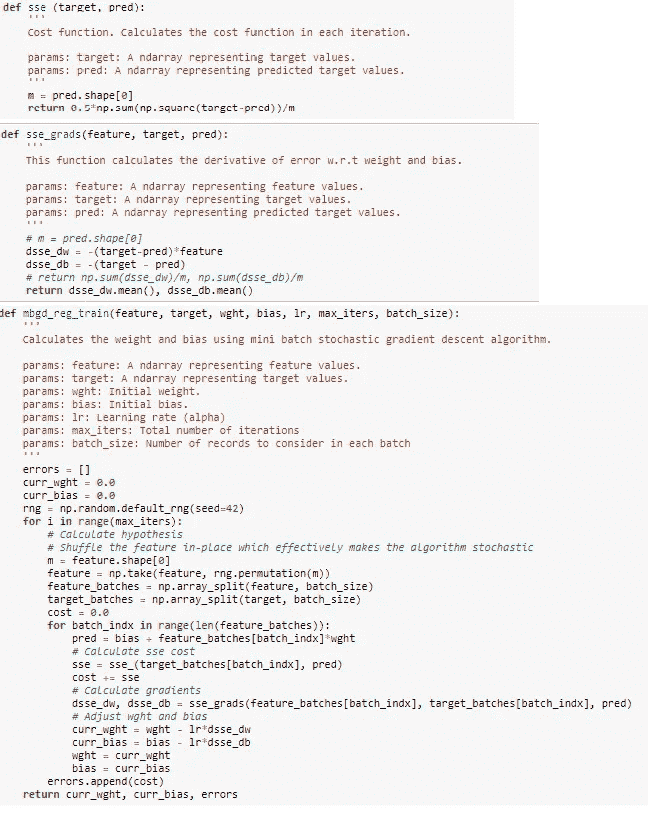 def sse (target, pred):
'''
Cost function. Calculates the cost function in each iteration.
params: target: A ndarray representing target values.
params: pred: A ndarray representing predicted target values.
'''
m = pred.shape[0]
return 0.5*np.sum(np.square(target-pred))/m
def sse_grads(feature, target, pred):
'''
This function calculates the derivative of error w.r.t weight and bias.
params: feature: A ndarray representing feature values.
params: target: A ndarray representing target values.
params: pred: A ndarray representing predicted target values.
'''
# m = pred.shape[0]
dsse_dw = -(target-pred)*feature
dsse_db = -(target - pred)
# return np.sum(dsse_dw)/m, np.sum(dsse_db)/m
return dsse_dw.mean(), dsse_db.mean()
def mbgd_reg_train(feature, target, wght, bias, lr, max_iters, batch_size):
'''
Calculates the weight and bias using mini batch stochastic gradient descent algorithm.
params: feature: A ndarray representing feature values.
params: target: A ndarray representing target values.
params: wght: Initial weight.
params: bias: Initial bias.
params: lr: Learning rate (alpha)
params: max_iters: Total number of iterations
params: batch_size: Number of records to consider in each batch
'''
errors = []
curr_wght = 0.0
curr_bias = 0.0
rng = np.random.default_rng(seed=42)
for i in range(max_iters):
# Calculate hypothesis
# Shuffle the feature in-place which effectively makes the algorithm stochastic
m = feature.shape[0]
feature = np.take(feature, rng.permutation(m))
feature_batches = np.array_split(feature, batch_size)
target_batches = np.array_split(target, batch_size)
cost = 0.0
for batch_indx in range(len(feature_batches)):
pred = bias + feature_batches[batch_indx]*wght
# Calculate sse cost
sse = sse_(target_batches[batch_indx], pred)
cost += sse
# Calculate gradients
dsse_dw, dsse_db = sse_grads(feature_batches[batch_indx], target_batches[batch_indx], pred)
# Adjust wght and bias
curr_wght = wght - lr*dsse_dw
curr_bias = bias - lr*dsse_db
wght = curr_wght
bias = curr_bias
errors.append(cost)
return curr_wght, curr_bias, errors